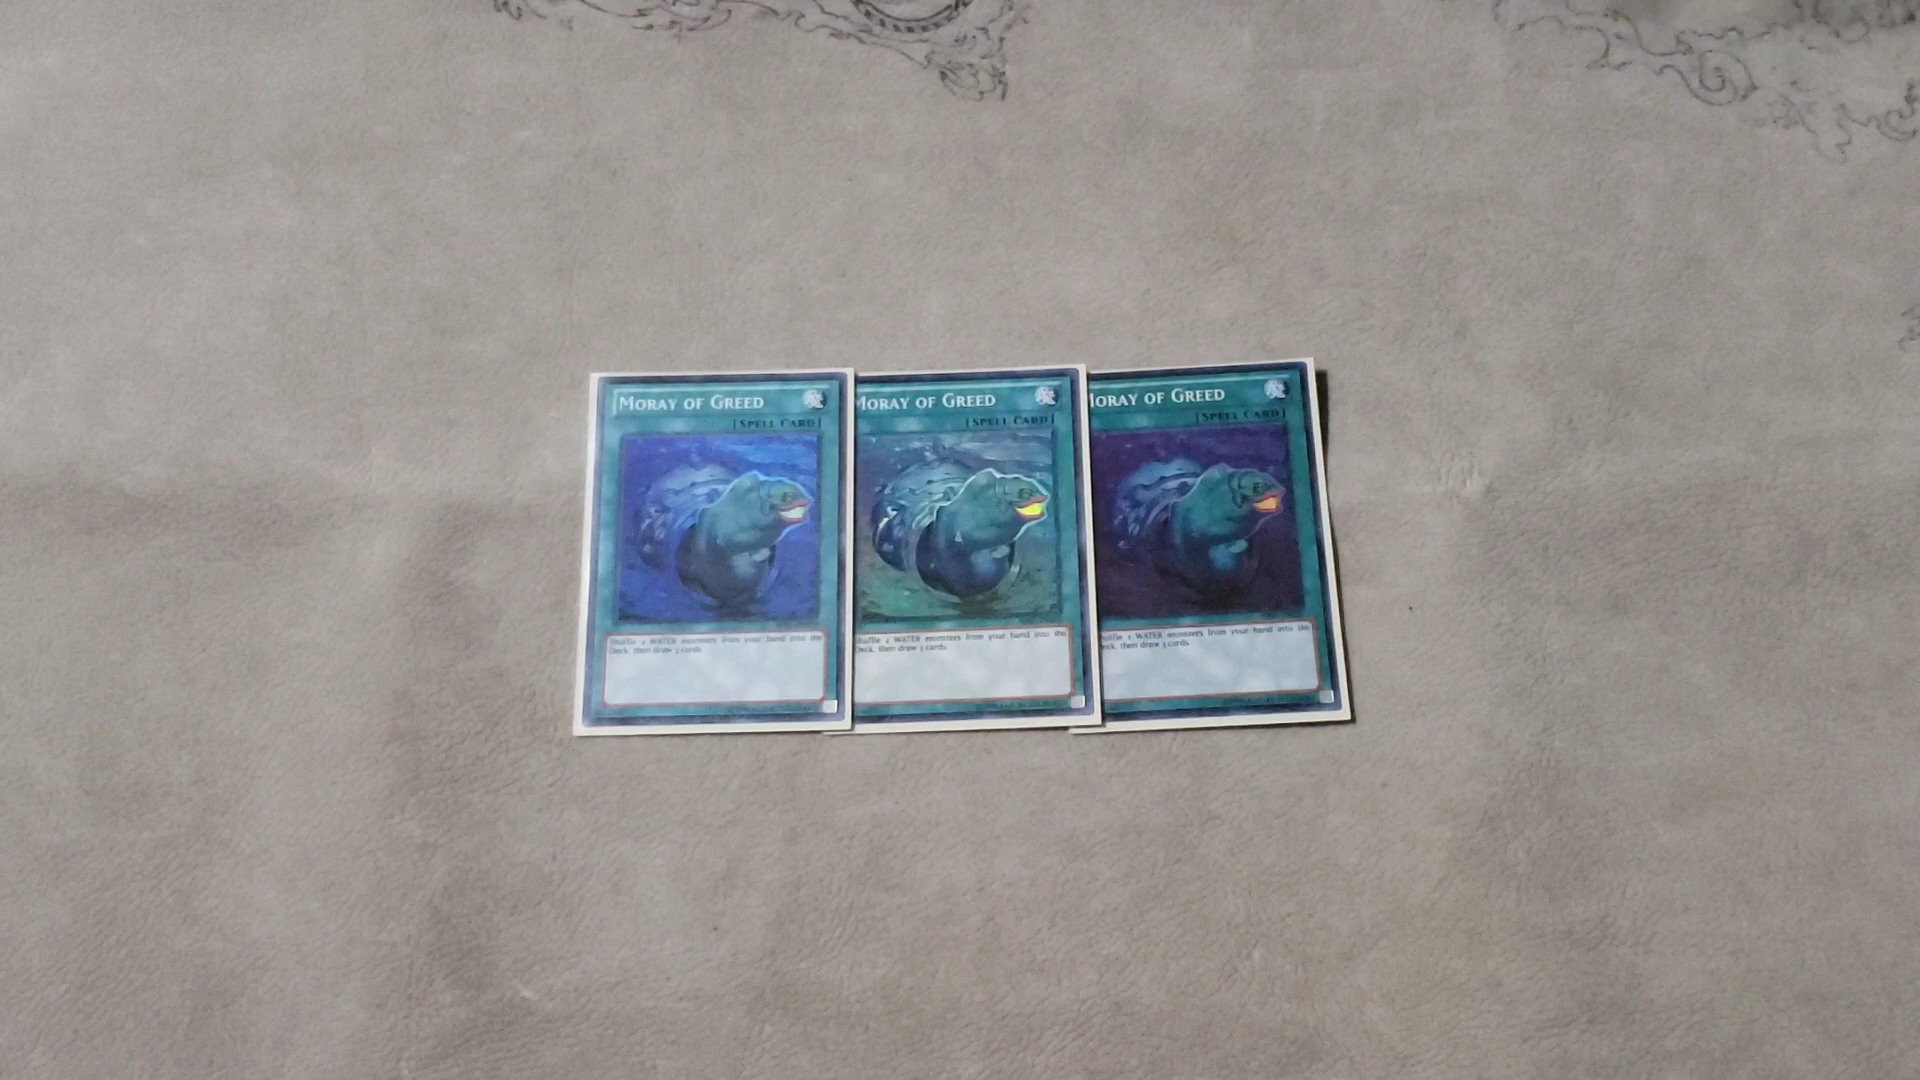 MORAY OF GREED
[SPELL CARD]
Shuffle 2 WATER monsters from your hand into the
Deck, then draw 3 cards.
MORAY OF GREED
[SPELL CARD]
Shuffle 2 WATER monsters from your hand into the
Deck, then draw 3 cards.
MORAY OF GREED
[SPELL CARD]
Shuffle 2 WATER monsters from your hand into the
Deck, then draw 3 cards.